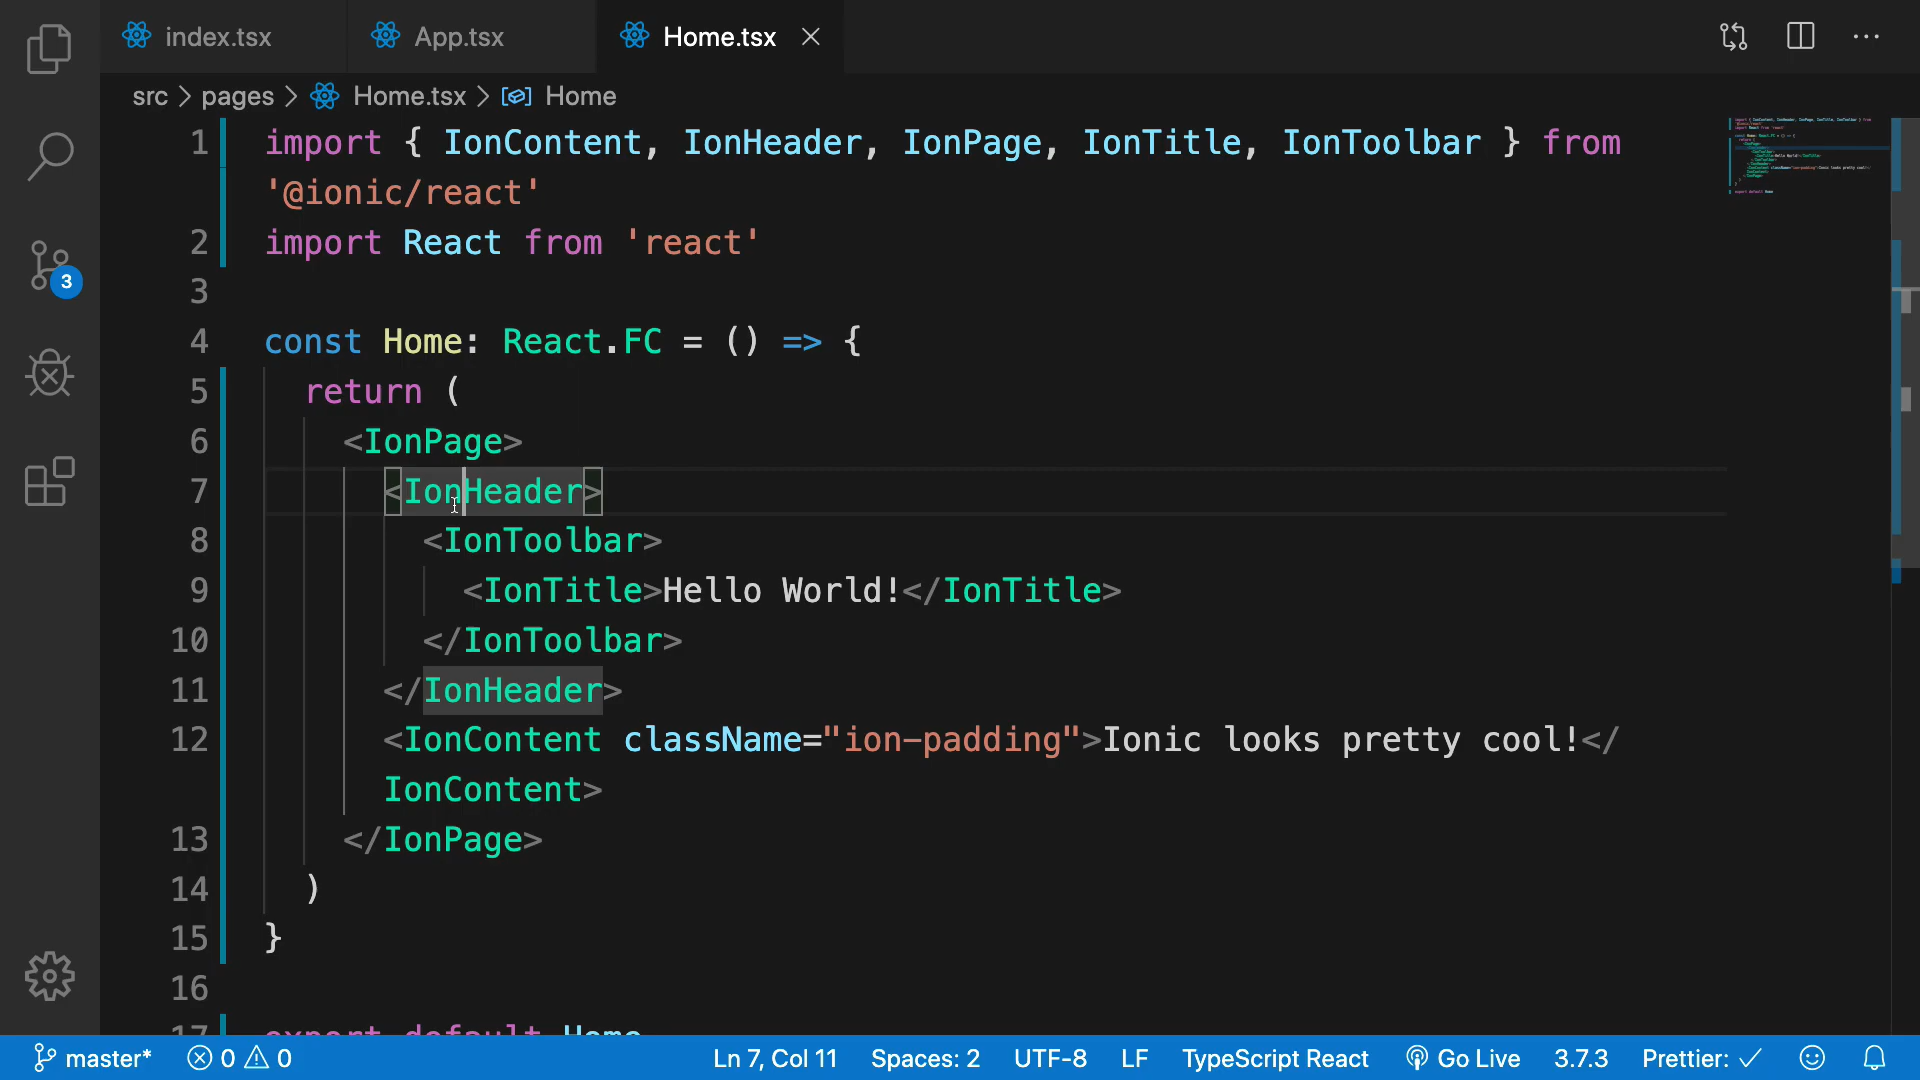 index.tsx App.tsx Home.tsx
src > pages > Home.tsx > Home
1 import { IonContent, IonHeader, IonPage, IonTitle, IonToolbar } from
'@ionic/react'
2 import React from 'react'
3
4 const Home: React.FC = () => {
5 return (
6 <IonPage>
7 <IonHeader>
8 <IonToolbar>
9 <IonTitle>Hello World!</IonTitle>
10 </IonToolbar>
11 </IonHeader>
12 <IonContent className="ion-padding">Ionic looks pretty cool!</
IonContent>
13 </IonPage>
14 )
15 }
16
17 export default Home
3
master* 0 0 Ln 7, Col 11 Spaces: 2 UTF-8 LF TypeScript React Go Live 3.7.3 Prettier: ✓